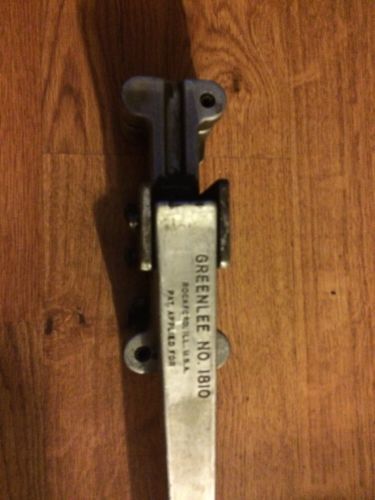 GREENLEE NO. 1810
ROCKFORD, ILL. U.S.A.
PAT. APPLIED FOR